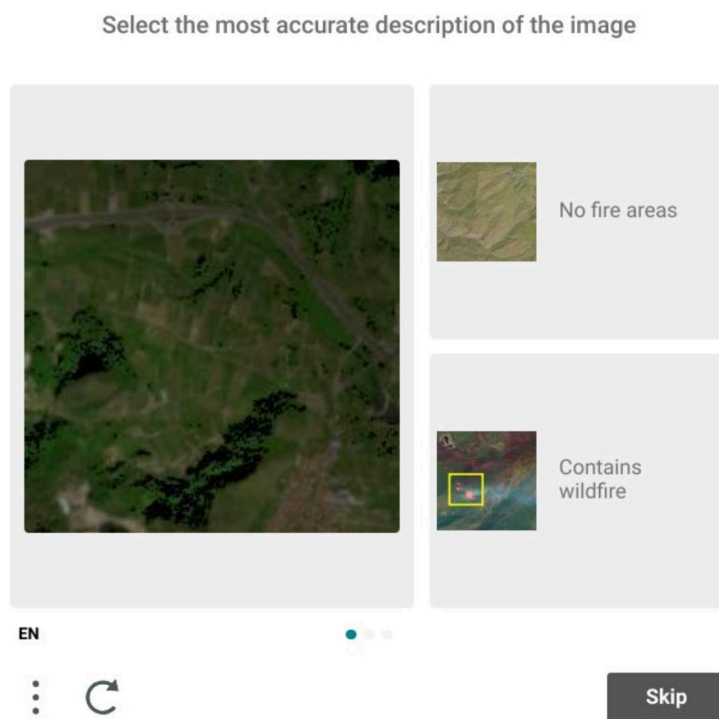 Select the most accurate description of the image
No fire areas
Contains
wildfire
EN
Skip